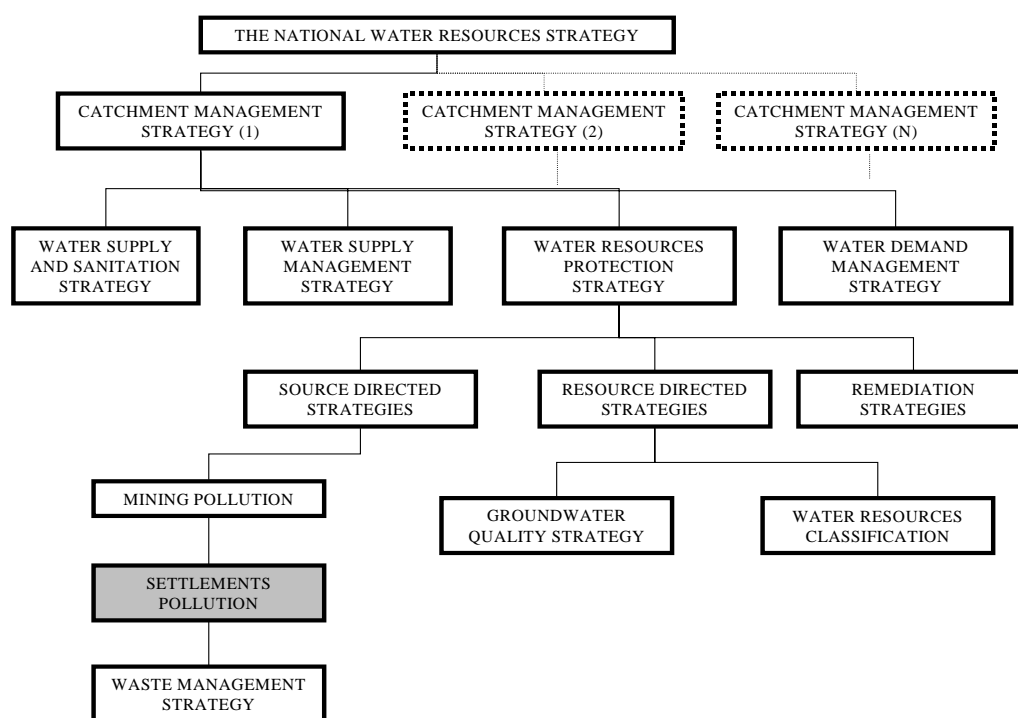 THE NATIONAL WATER RESOURCES STRATEGY
CATCHMENT MANAGEMENT
STRATEGY (1)
CATCHMENT MANAGEMENT
STRATEGY (2)
CATCHMENT MANAGEMENT
STRATEGY (N)
WATER SUPPLY
AND SANITATION
STRATEGY
WATER SUPPLY
MANAGEMENT
STRATEGY
WATER RESOURCES
PROTECTION
STRATEGY
WATER DEMAND
MANAGEMENT
STRATEGY
SOURCE DIRECTED
STRATEGIES
RESOURCE DIRECTED
STRATEGIES
REMEDIATION
STRATEGIES
MINING POLLUTION
GROUNDWATER
QUALITY STRATEGY
WATER RESOURCES
CLASSIFICATION
SETTLEMENTS
POLLUTION
WASTE MANAGEMENT
STRATEGY